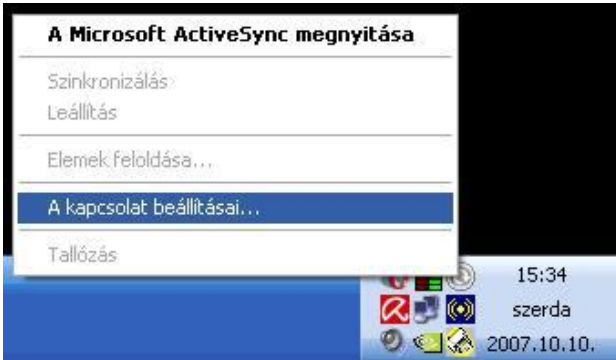 A Microsoft ActiveSync megnyitása
Szinkronizálás
Leállítás
Elemek feloldása...
A kapcsolat beállításai...
Tallózás
15:34
szerda
2007.10.10.